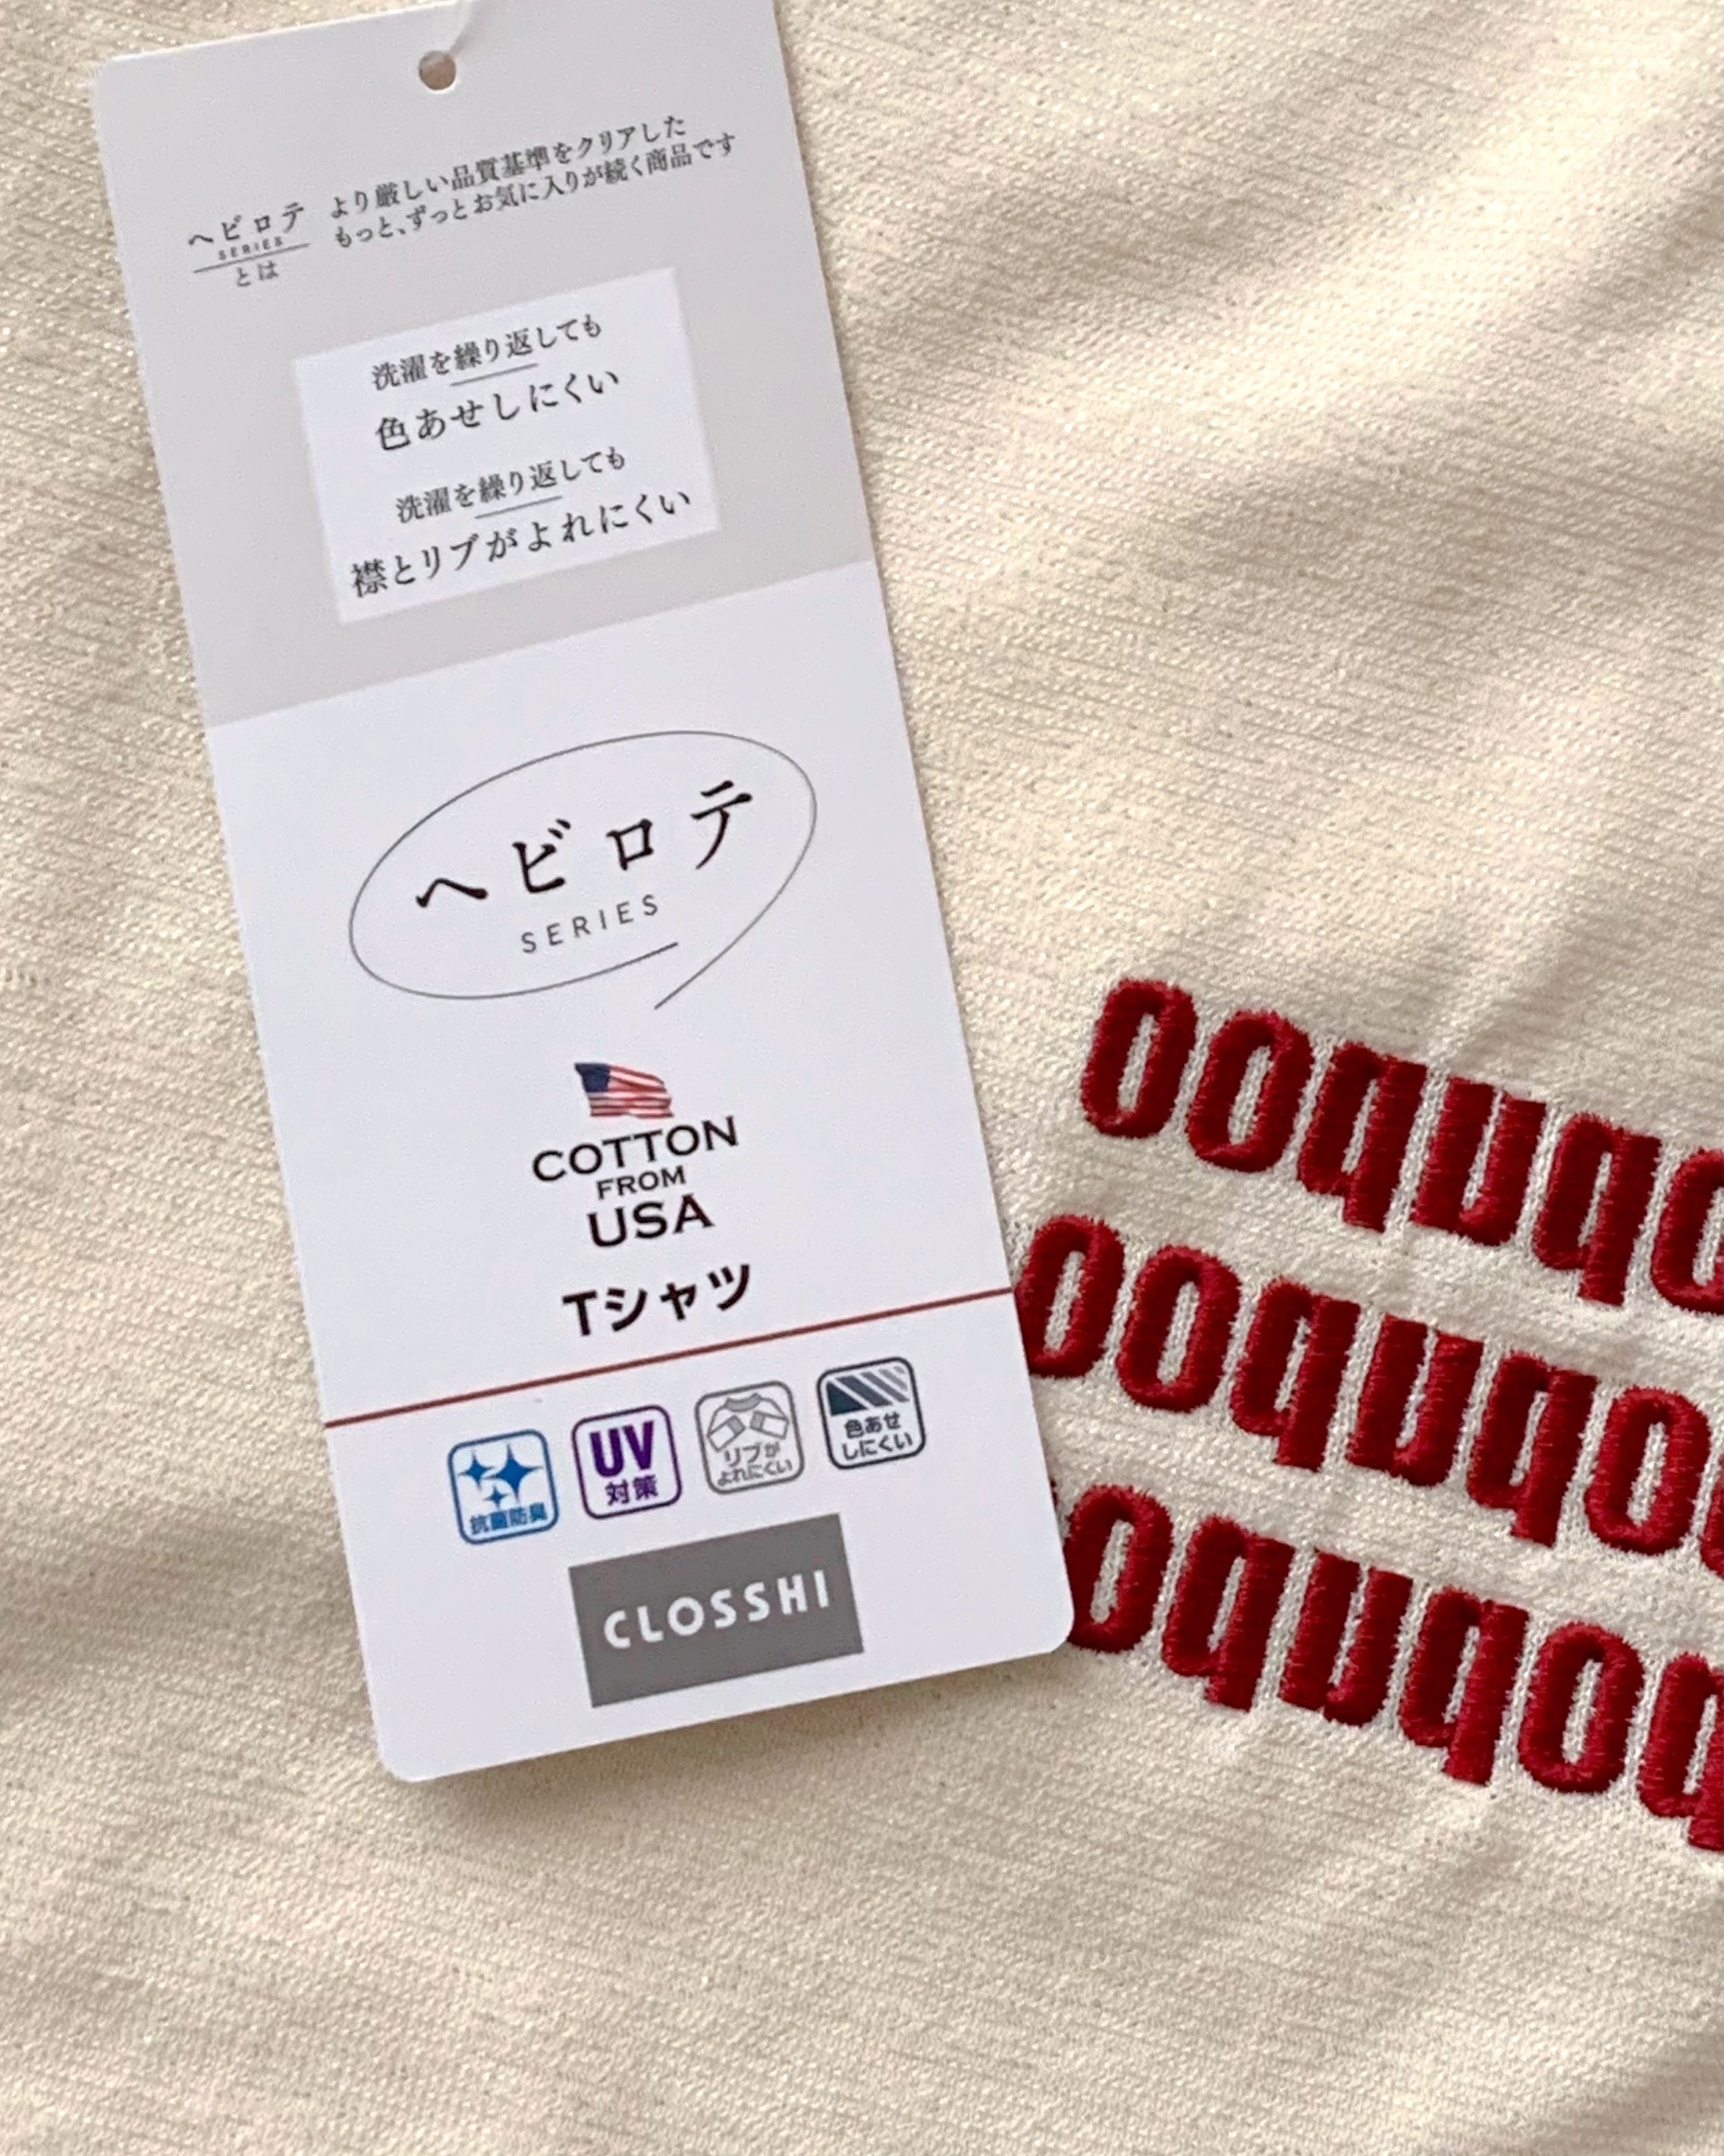 より厳しい品質基準をクリアした
もっと、ずっとお気に入りが続く商品です
ヘビロテ
SERIES
とは
洗濯を繰り返しても
色あせしにくい
洗濯を繰り返しても
襟とリブがよれにくい
ヘビロテ
SERIES
COTTON
FROM
USA
Tシャツ
抗菌防臭
UV
対策
リブが
よれにくい
色あせ
しにくい
CLOSSHI